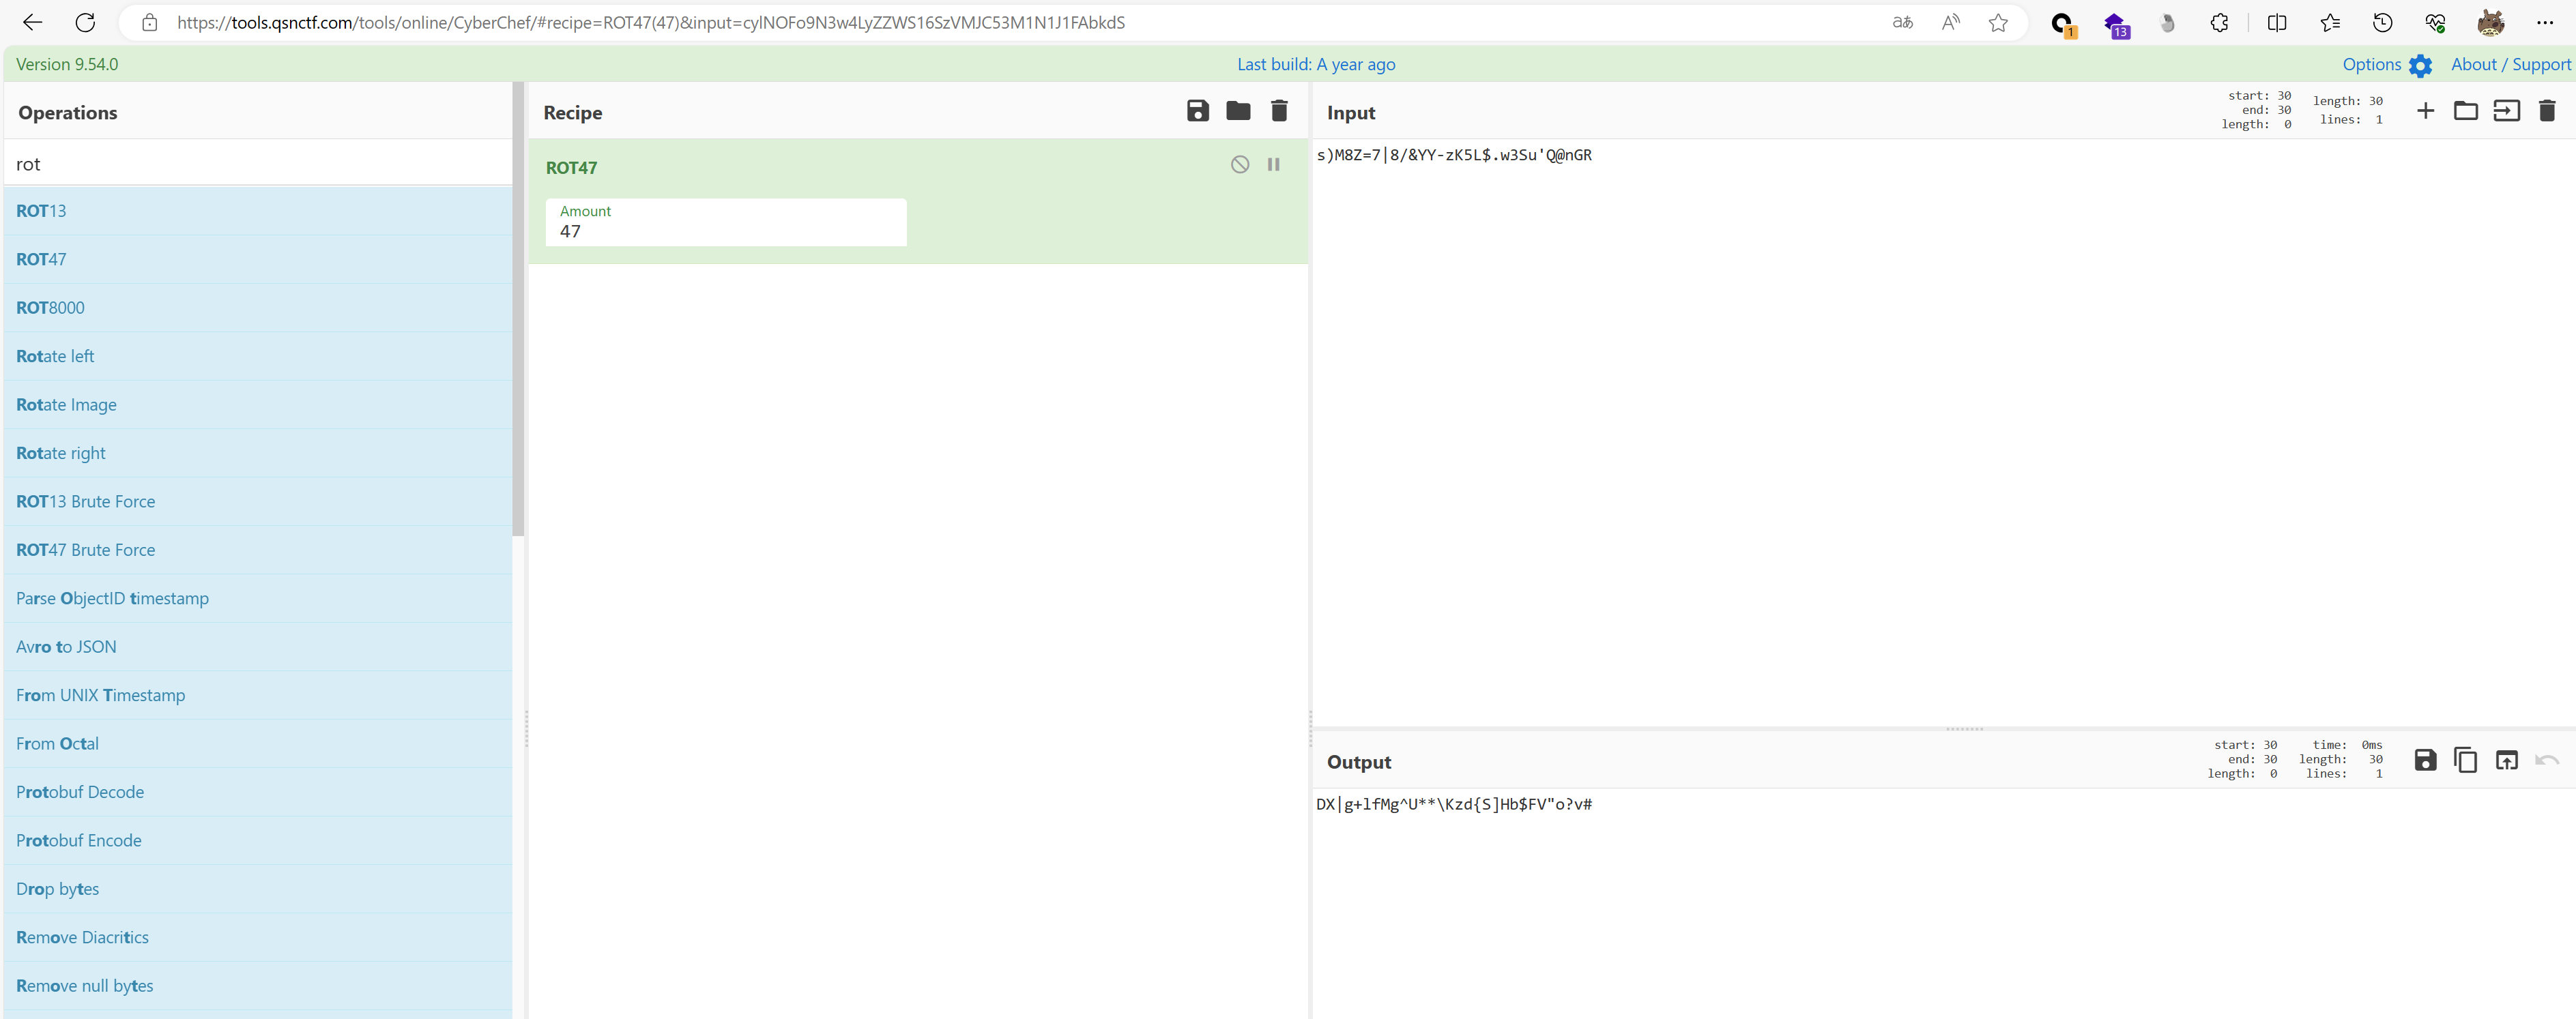 https://tools.qsnctf.com/tools/online/CyberChef/#recipe=ROT47(47)&input=cylNOFo9N3w4LyZZWS16SzVMJC53M1N1J1FAbkdS
aあ
A
1
13
Version 9.54.0
Last build: A year ago
Options
About / Support
Operations
rot
ROT13
ROT47
ROT8000
Rotate left
Rotate Image
Rotate right
ROT13 Brute Force
ROT47 Brute Force
Parse ObjectID timestamp
Avro to JSON
From UNIX Timestamp
From Octal
Protobuf Decode
Protobuf Encode
Drop bytes
Remove Diacritics
Remove null bytes
Recipe
ROT47
Amount
47
Input
start: 30
end: 30
length: 0
length: 30
lines: 1
s)M8Z=7|8/&YY-zK5L$.w3Su'Q@nGR
Output
start: 30
end: 30
length: 0
time: 0ms
length: 30
lines: 1
DX|g+lfMg^U**\Kzd{S]Hb$FV"o?v#